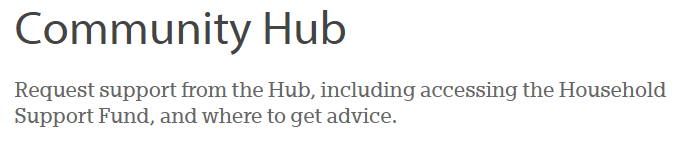 Community Hub
Request support from the Hub, including accessing the Household
Support Fund, and where to get advice.